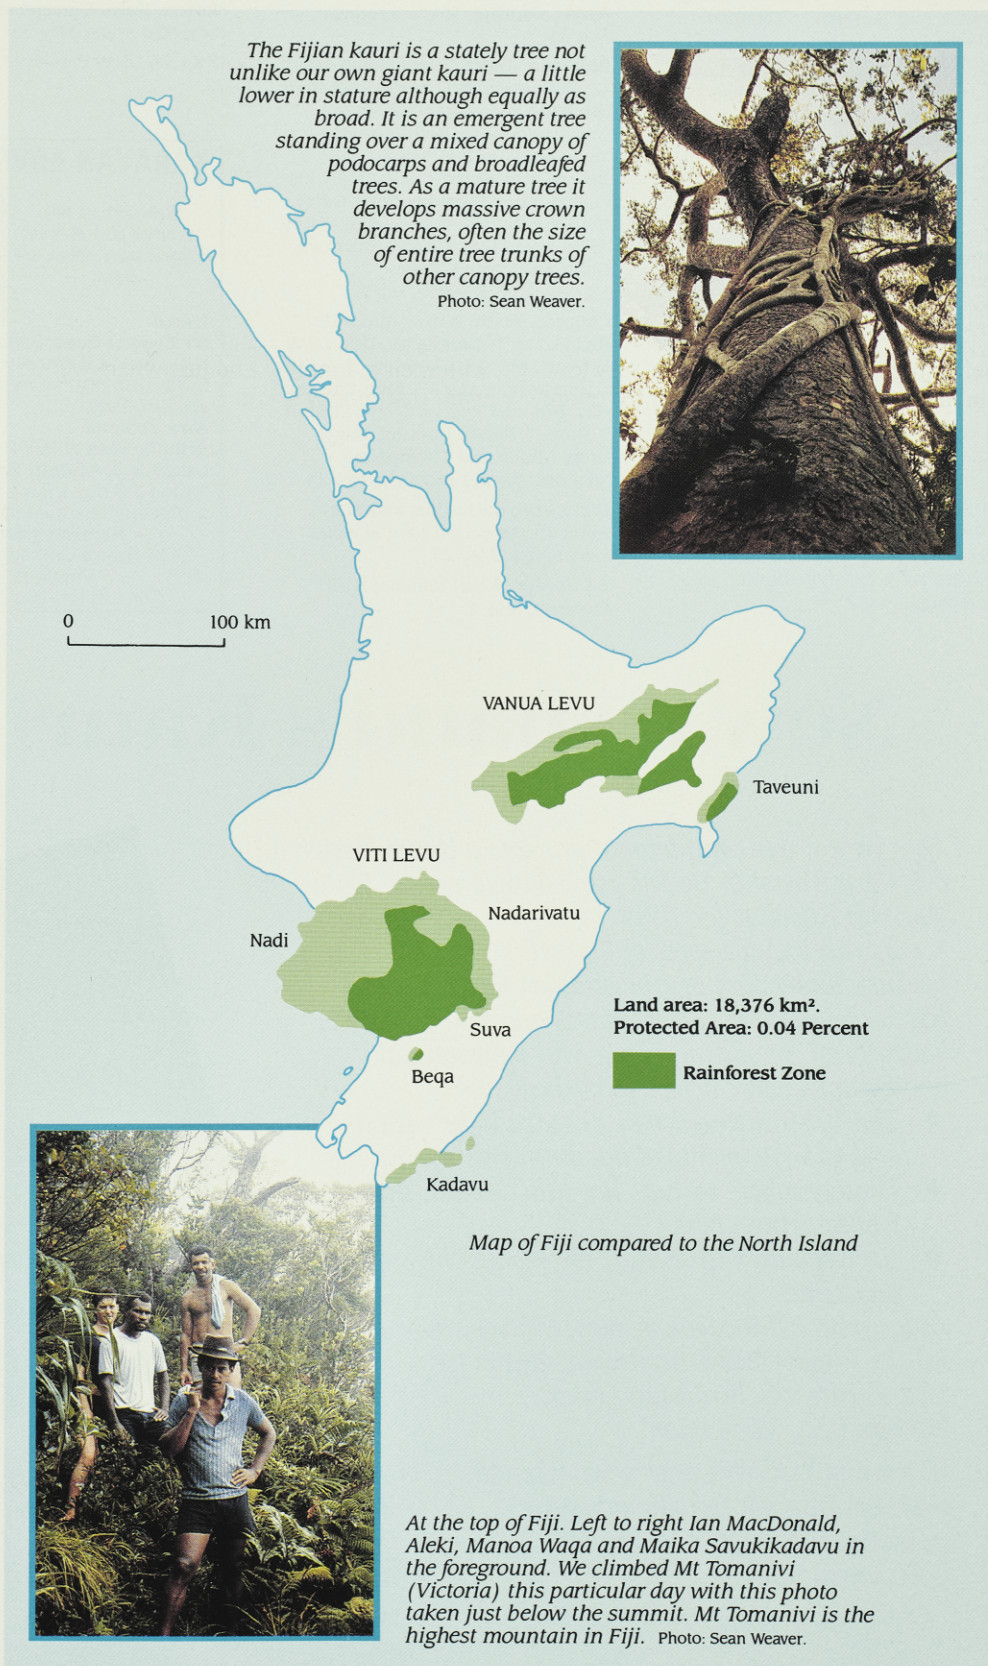 The Fijian kauri is a stately tree not
unlike our own giant kauri — a little
lower in stature although equally as
broad. It is an emergent tree
standing over a mixed canopy of
podocarps and broadleafed
trees. As a mature tree it
develops massive crown
branches, often the size
of entire tree trunks of
other canopy trees.
Photo: Sean Weaver.
0 100 km
VANUA LEVU
Taveuni
VITI LEVU
Nadarivatu
Nadi
Land area: 18,376 km².
Protected Area: 0.04 Percent
Suva
Rainforest Zone
Beqa
Kadavu
Map of Fiji compared to the North Island
At the top of Fiji. Left to right Ian MacDonald,
Aleki, Manoa Waqa and Maika Savukikadavu in
the foreground. We climbed Mt Tomanivi
(Victoria) this particular day with this photo
taken just below the summit. Mt Tomanivi is the
highest mountain in Fiji. Photo: Sean Weaver.